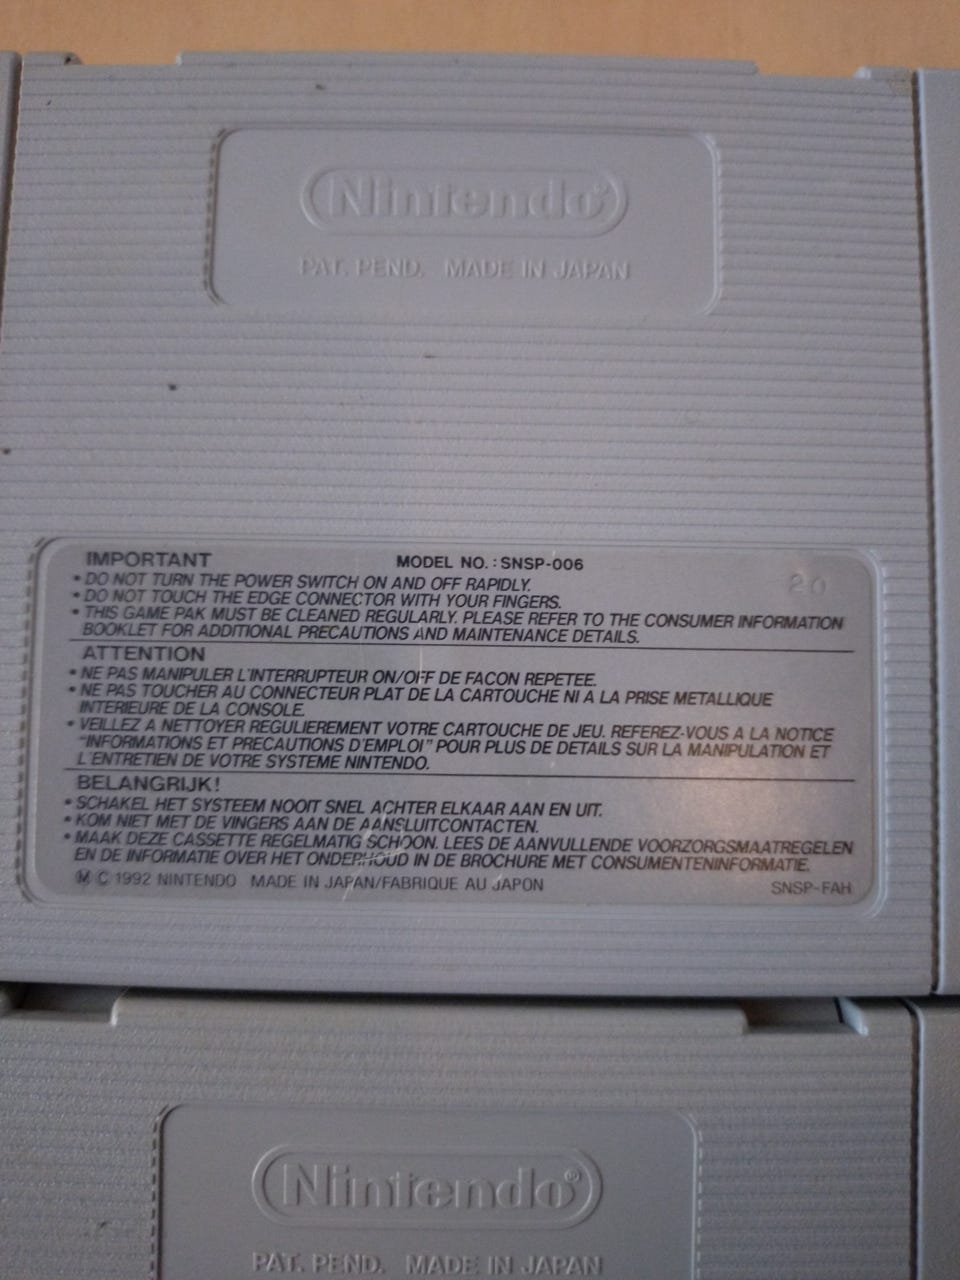 Nintendo®
PAT. PEND. MADE IN JAPAN
IMPORTANT MODEL NO.: SNSP-006
20
• DO NOT TURN THE POWER SWITCH ON AND OFF RAPIDLY.
• DO NOT TOUCH THE EDGE CONNECTOR WITH YOUR FINGERS.
• THIS GAME PAK MUST BE CLEANED REGULARLY. PLEASE REFER TO THE CONSUMER INFORMATION
BOOKLET FOR ADDITIONAL PRECAUTIONS AND MAINTENANCE DETAILS.
ATTENTION
• NE PAS MANIPULER L'INTERRUPTEUR ON/OFF DE FACON REPETEE.
• NE PAS TOUCHER AU CONNECTEUR PLAT DE LA CARTOUCHE NI A LA PRISE METALLIQUE
INTERIEURE DE LA CONSOLE.
• VEILLEZ A NETTOYER REGULIEREMENT VOTRE CARTOUCHE DE JEU. REFEREZ-VOUS A LA NOTICE
"INFORMATIONS ET PRECAUTIONS D'EMPLOI" POUR PLUS DE DETAILS SUR LA MANIPULATION ET
L'ENTRETIEN DE VOTRE SYSTEME NINTENDO.
BELANGRIJK!
• SCHAKEL HET SYSTEEM NOOIT SNEL ACHTER ELKAAR AAN EN UIT.
• KOM NIET MET DE VINGERS AAN DE AANSLUITCONTACTEN.
• MAAK DEZE CASSETTE REGELMATIG SCHOON. LEES DE AANVULLENDE VOORZORGSMAATREGELEN
EN DE INFORMATIE OVER HET ONDERHOUD IN DE BROCHURE MET CONSUMENTENINFORMATIE.
Ⓜ © 1992 NINTENDO MADE IN JAPAN/FABRIQUE AU JAPON SNSP-FAH
Nintendo®
PAT. PEND. MADE IN JAPAN